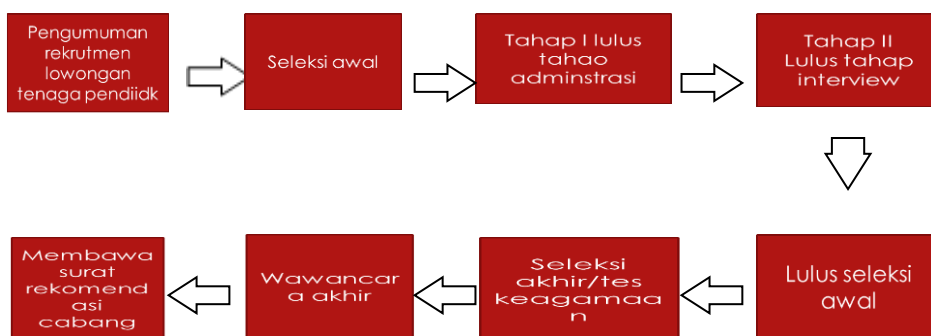 Pengumuman
rekrutmen
lowongan
tenaga pendiidk
Seleksi awal
Tahap I lulus
tahao
adminstrasi
Tahap II
Lulus tahap
interview
Lulus seleksi
awal
Seleksi
akhir/tes
keagamaa
n
Wawancar
a akhir
Membawa
surat
rekomend
asi
cabang